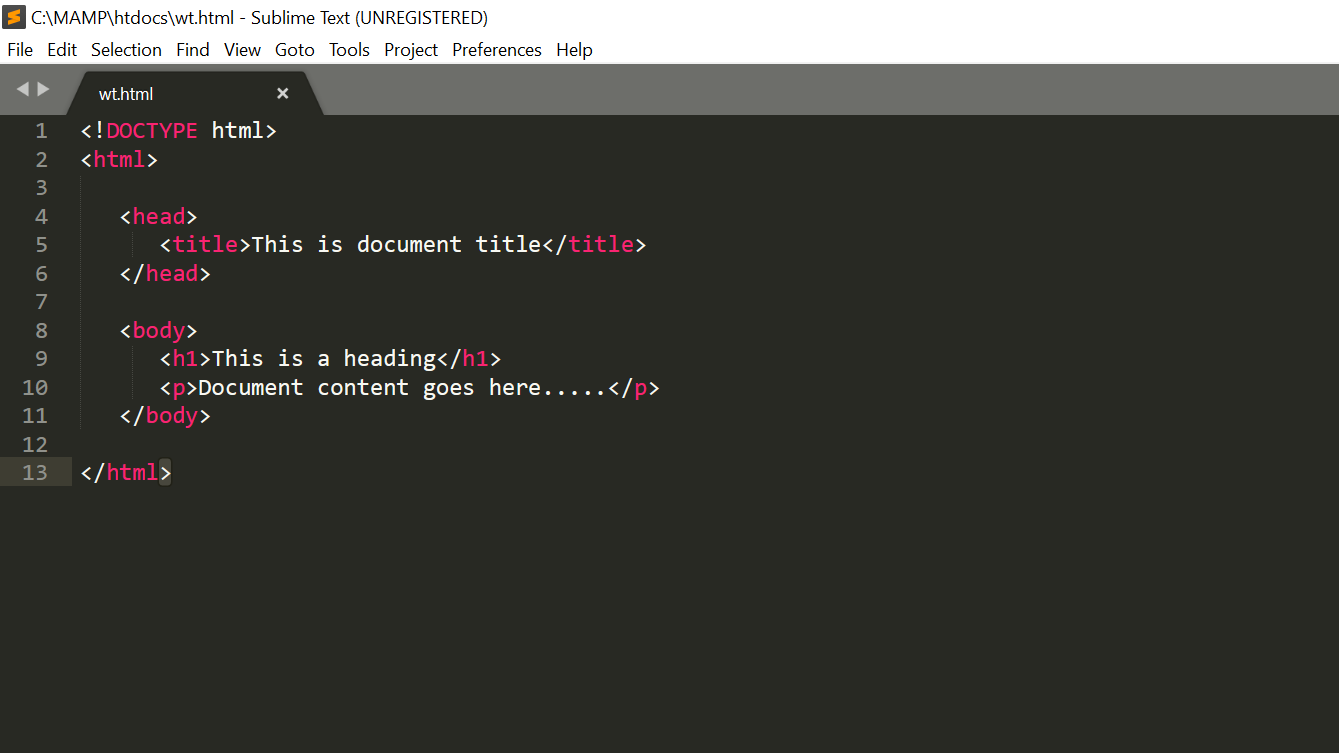 C:\MAMP\htdocs\wt.html - Sublime Text (UNREGISTERED)
File Edit Selection Find View Goto Tools Project Preferences Help
wt.html ×
1 <!DOCTYPE html>
2 <html>
3
4    <head>
5       <title>This is document title</title>
6    </head>
7
8    <body>
9       <h1>This is a heading</h1>
10       <p>Document content goes here.....</p>
11    </body>
12
13 </html>